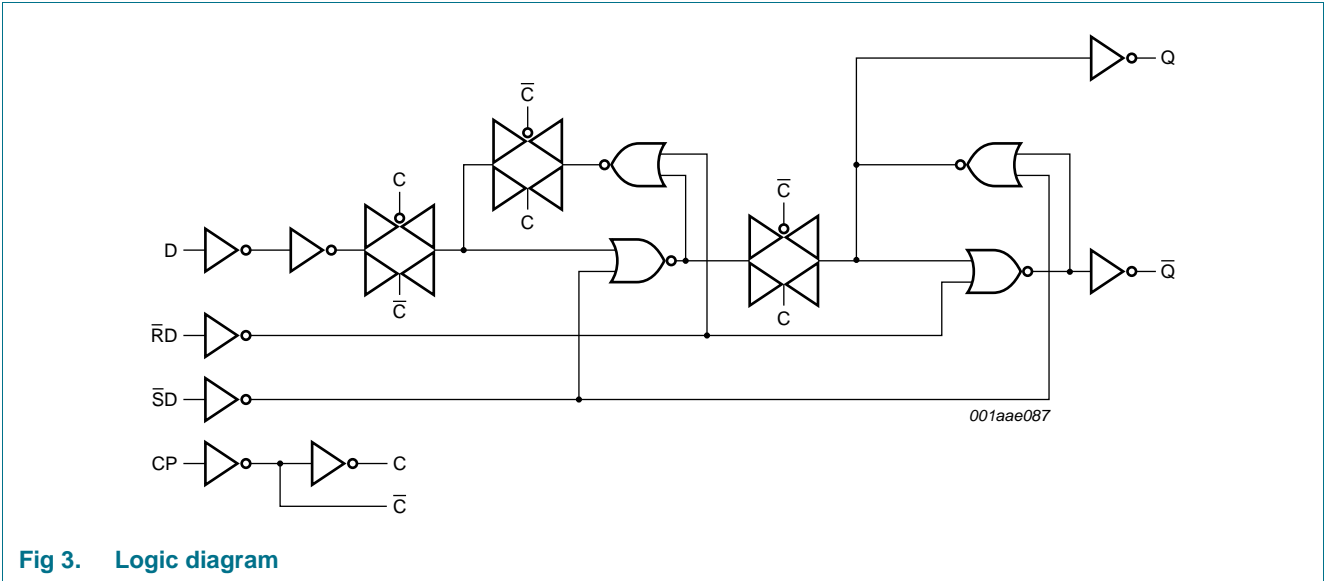 Q
C̅
C
C̅
C
D
C
C̅
C
Q̅
R̅D
S̅D
001aae087
CP
C
C̅
Fig 3. Logic diagram